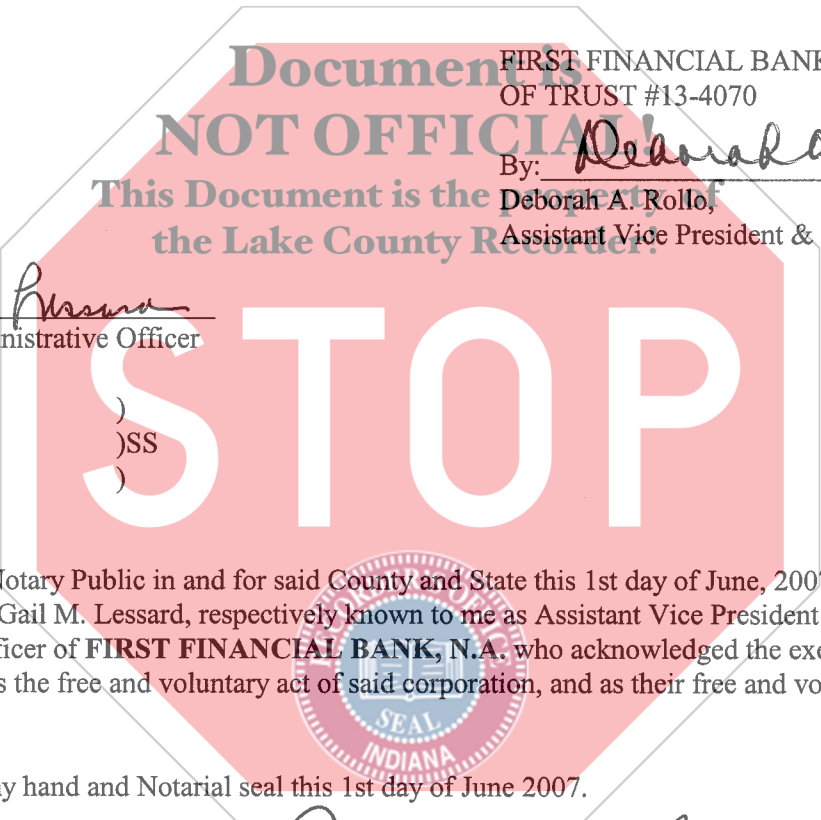 Document is
NOT OFFICIAL!
This Document is the property of
the Lake County Recorder!
FIRST FINANCIAL BANK
OF TRUST #13-4070
By: Deborah
Deborah A. Rollo,
Assistant Vice President &
Lessard
nistrative Officer
STOP
)
)SS
)
Notary Public in and for said County and State this 1st day of June, 2007
Gail M. Lessard, respectively known to me as Assistant Vice President
ficer of FIRST FINANCIAL BANK, N.A. who acknowledged the exe
s the free and voluntary act of said corporation, and as their free and vo
SEAL
INDIANA
y hand and Notarial seal this 1st day of June 2007.